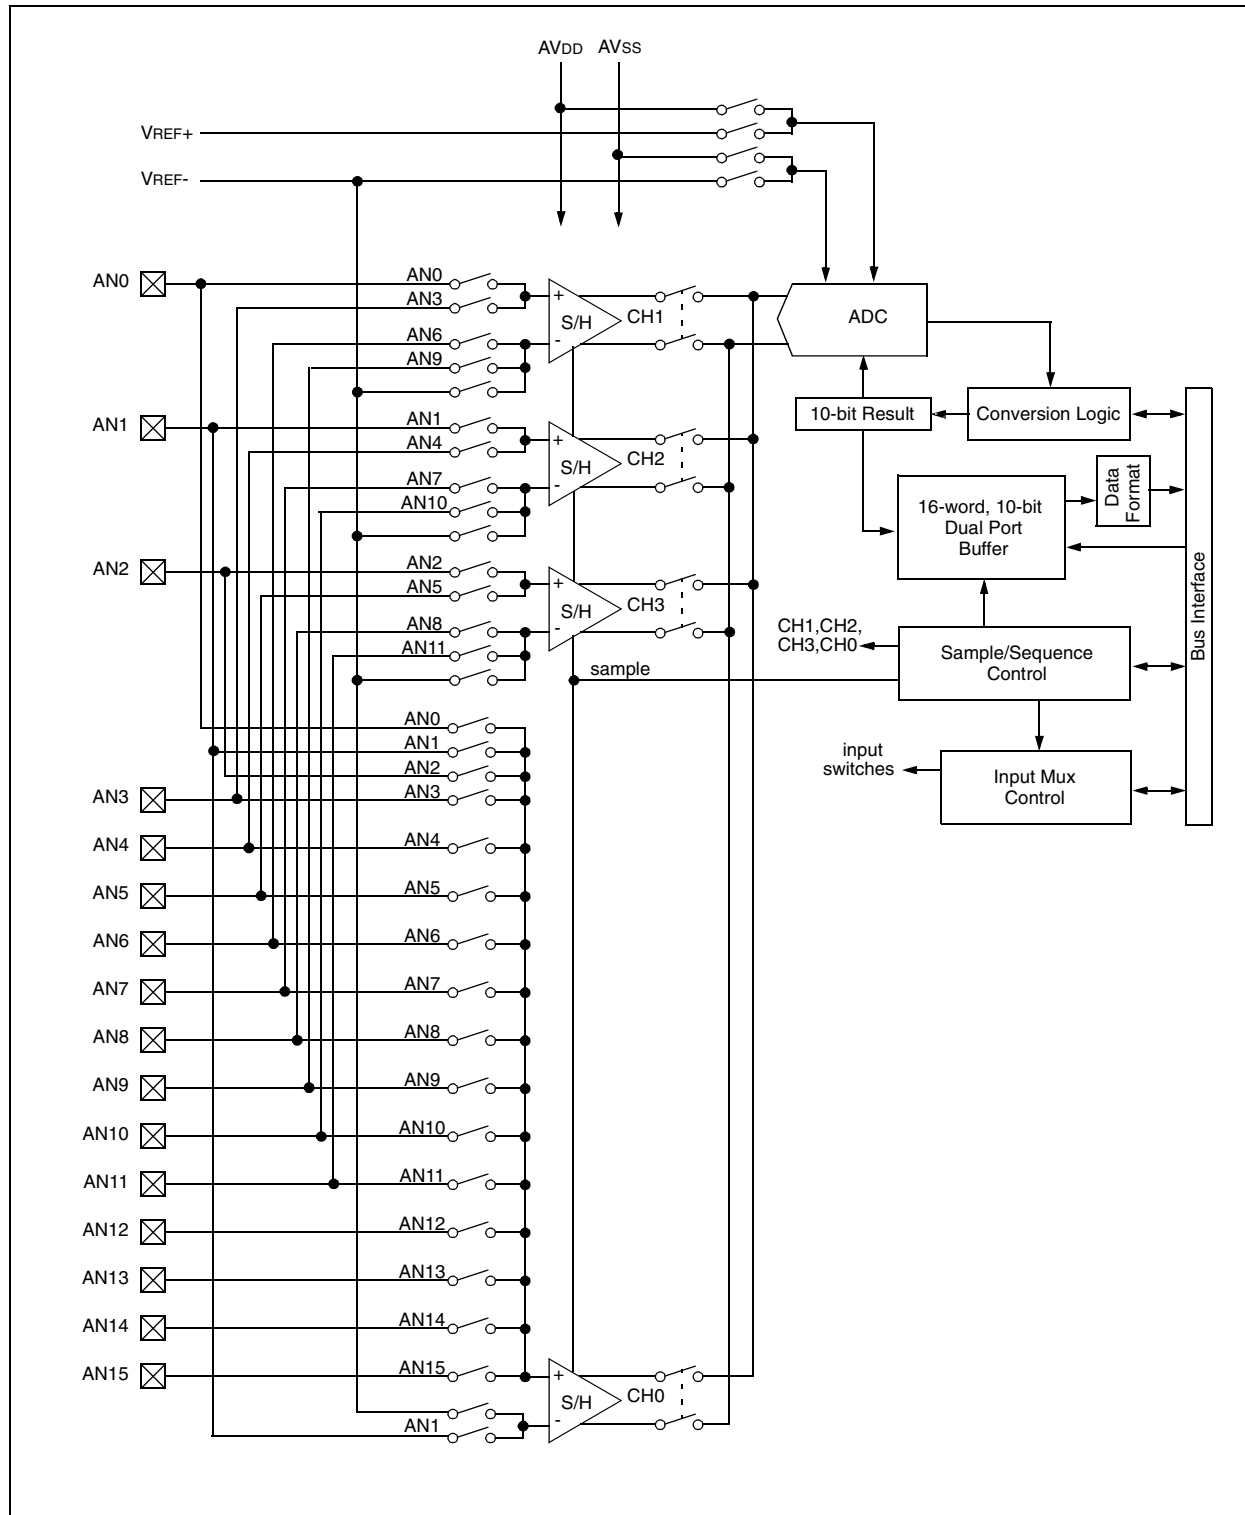 AVDD AVSS
VREF+
VREF-
AN0
AN0
AN3
AN6
AN9
+
-
S/H
CH1
ADC
10-bit Result
Conversion Logic
AN1
AN1
AN4
AN7
AN10
+
-
S/H
CH2
16-word, 10-bit
Dual Port
Buffer
Data
Format
Bus Interface
AN2
AN2
AN5
AN8
AN11
+
-
S/H
CH3
CH1,CH2,
CH3,CH0
Sample/Sequence
Control
sample
input
switches
Input Mux
Control
AN0
AN1
AN2
AN3
AN3
AN4
AN4
AN5
AN5
AN6
AN6
AN7
AN7
AN8
AN8
AN9
AN9
AN10
AN10
AN11
AN11
AN12
AN12
AN13
AN13
AN14
AN14
AN15
AN15
AN1
+
-
S/H
CH0